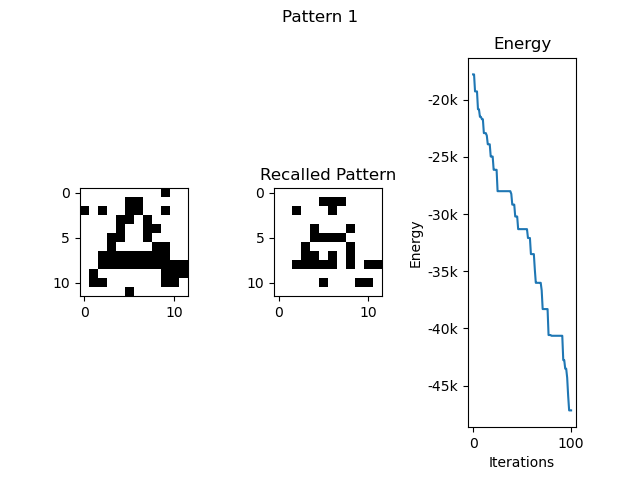 Pattern 1
Energy
Recalled Pattern
0
5
10
0
10
0
5
10
0
10
Energy
-20k
-25k
-30k
-35k
-40k
-45k
0
100
Iterations